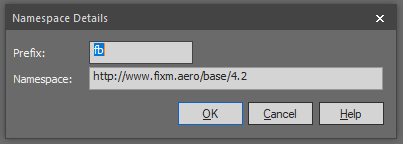 Namespace Details
Prefix: fb
Namespace: http://www.fixm.aero/base/4.2
OK Cancel Help